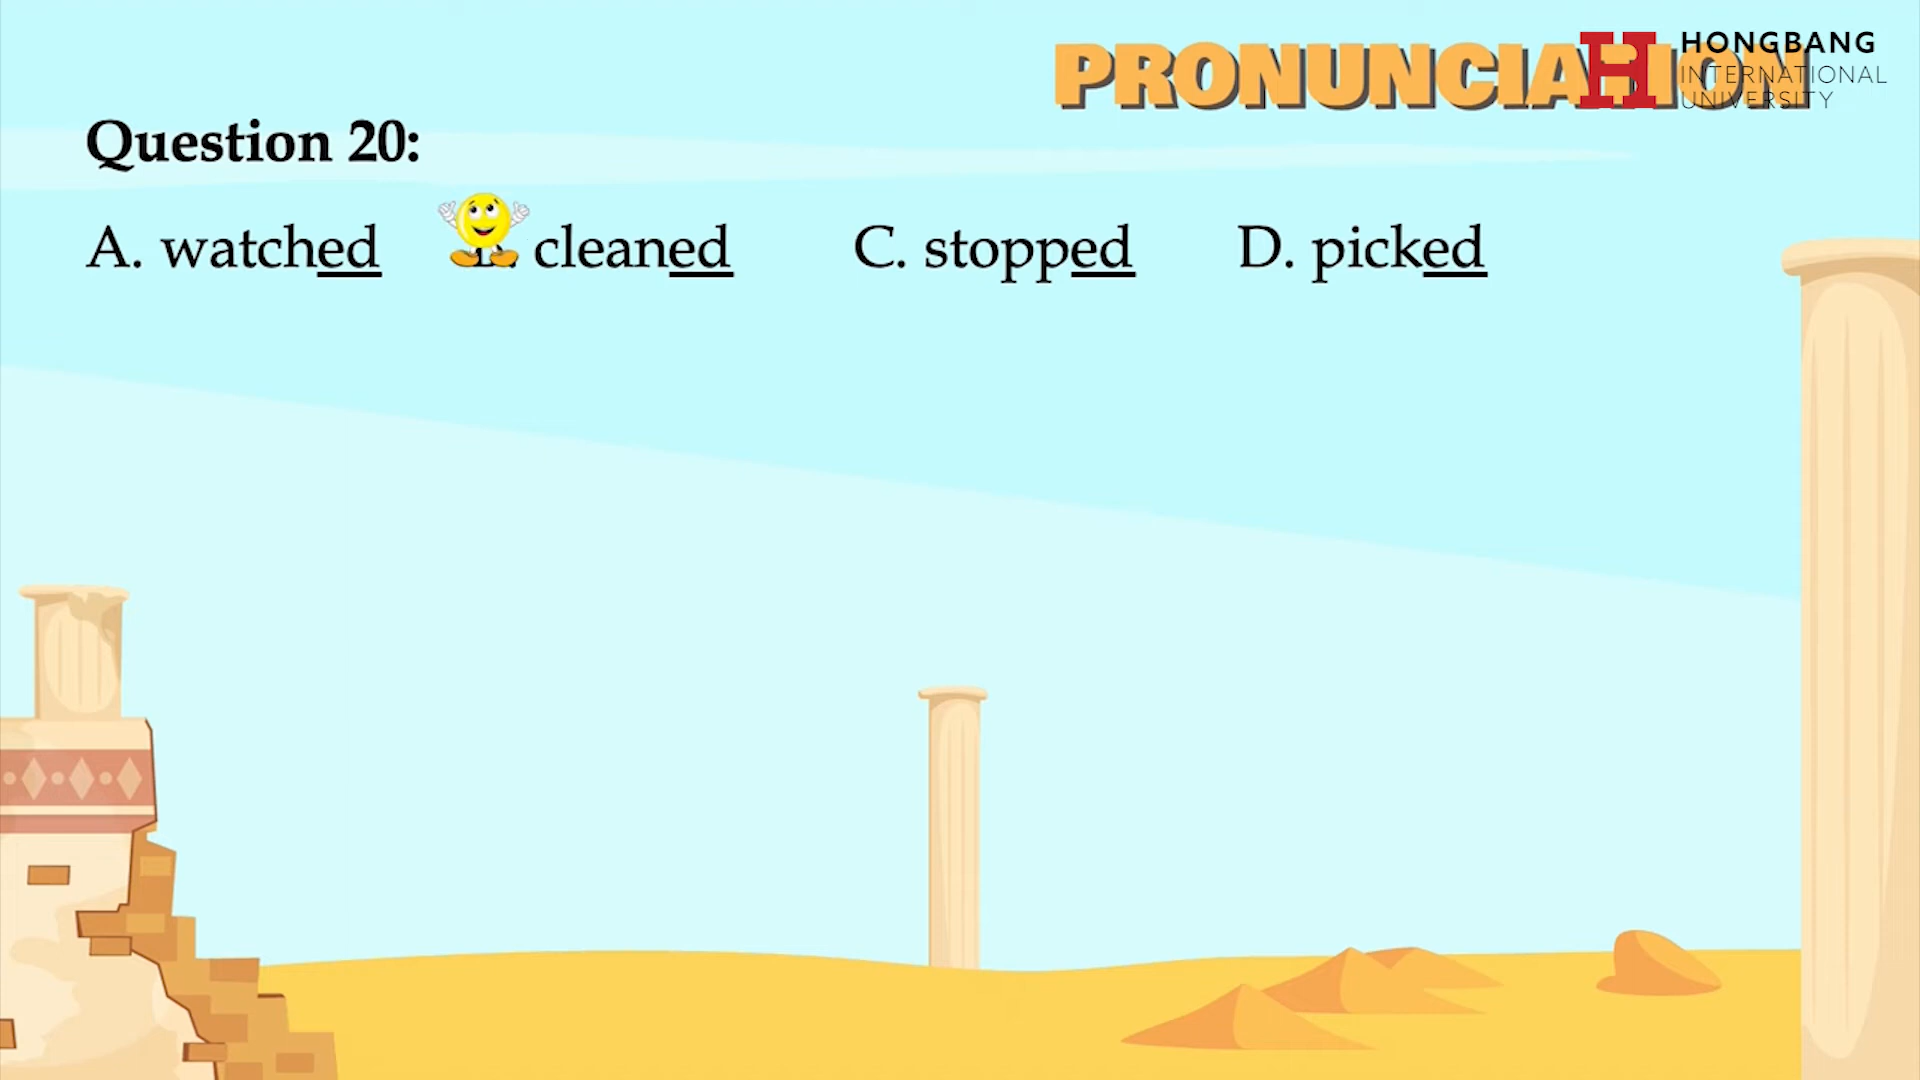 PRONUNCIATION
HONGBANG
INTERNATIONAL
UNIVERSITY
Question 20:
A. watched B. cleaned C. stopped D. picked